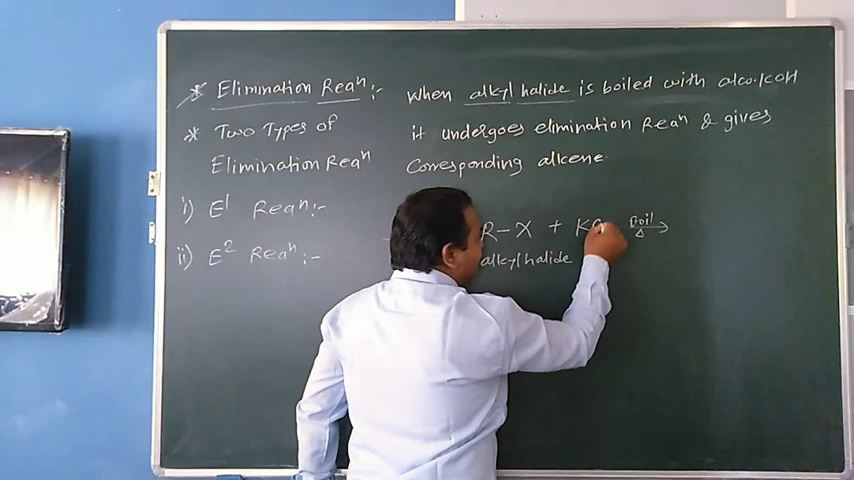 * Elimination Reaⁿ :-
* Two Types of
Elimination Reaⁿ
i) E¹ Reaⁿ :-
ii) E² Reaⁿ :-
When alkyl halide is boiled with alco. KOH
it undergoes elimination Reaⁿ & gives
Corresponding alkene.
R - X + KO Boil
Δ →
alkyl halide